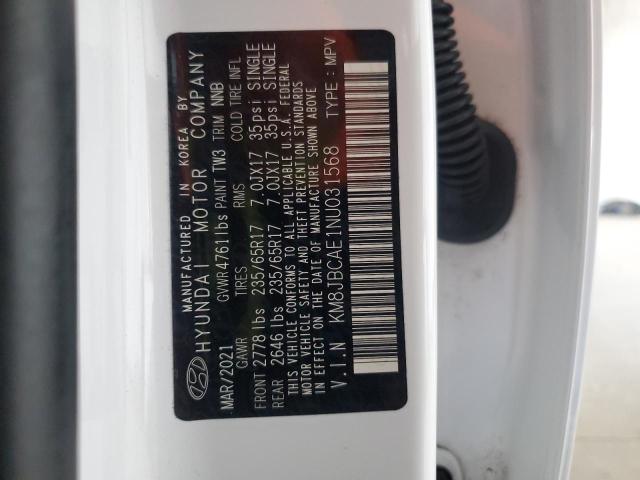 MANUFACTURED IN KOREA BY
HYUNDAI MOTOR COMPANY
MAR/2021 GVWR 4761lbs PAINT TW3 TRIM NNB
GAWR TIRES RIMS COLD TIRE INFL
FRONT 2778 lbs 235/65R17 7.0JX17 35psi SINGLE
REAR 2646 lbs 235/65R17 7.0JX17 35psi SINGLE
THIS VEHICLE CONFORMS TO ALL APPLICABLE U.S.A. FEDERAL
MOTOR VEHICLE SAFETY AND THEFT PREVENTION STANDARDS
IN EFFECT ON THE DATE OF MANUFACTURE SHOWN ABOVE
V.I.N KM8JBCAE1NU031568 TYPE : MPV